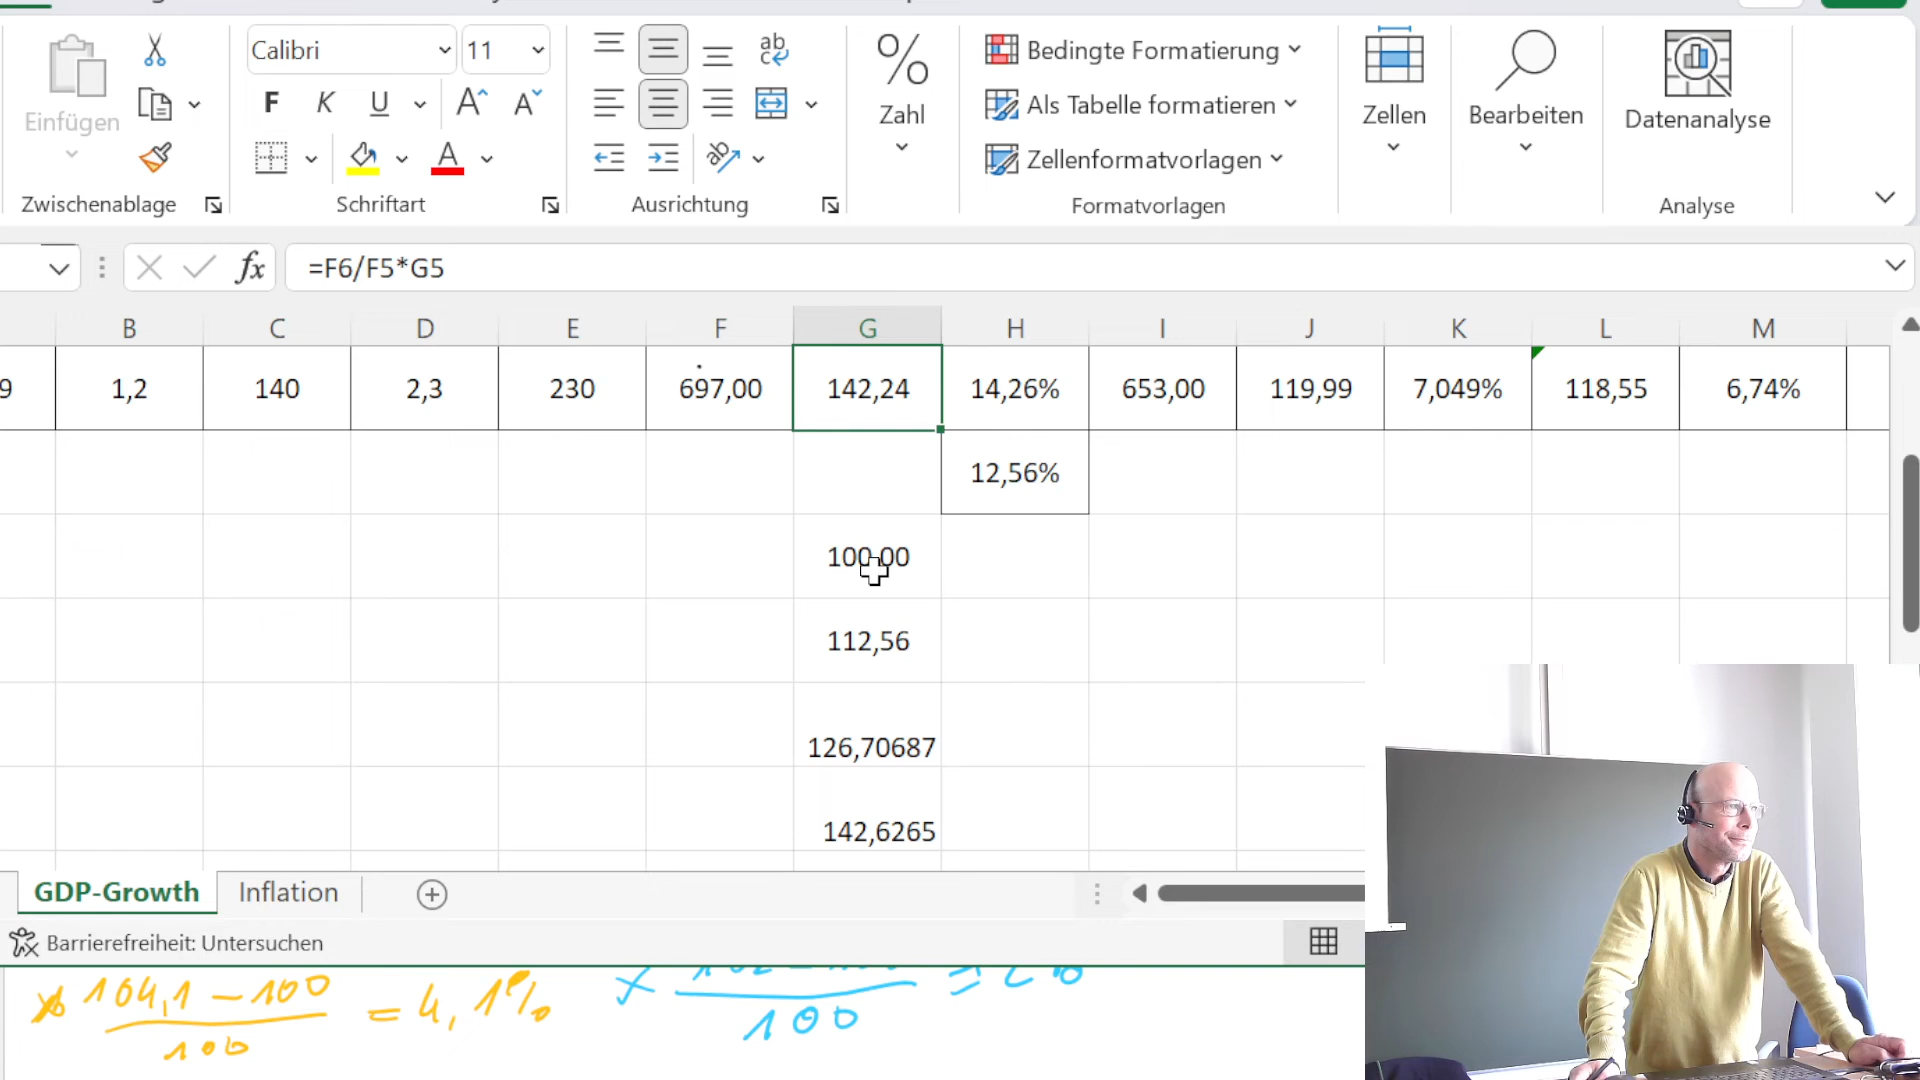 Calibri
11
ab
c
Einfügen
F K U A A
Zahl
Bedingte Formatierung
Als Tabelle formatieren
Zellenformatvorlagen
Zellen
Bearbeiten
Datenanalyse
Zwischenablage
Schriftart
Ausrichtung
Formatvorlagen
Analyse
fx =F6/F5*G5
B C D E F G H I J K L M
9 1,2 140 2,3 230 697,00 142,24 14,26% 653,00 119,99 7,049% 118,55 6,74%
12,56%
100,00
112,56
126,70687
142,6265
GDP-Growth Inflation
Barrierefreiheit: Untersuchen
104,1 - 100
= 4,1%
100
100